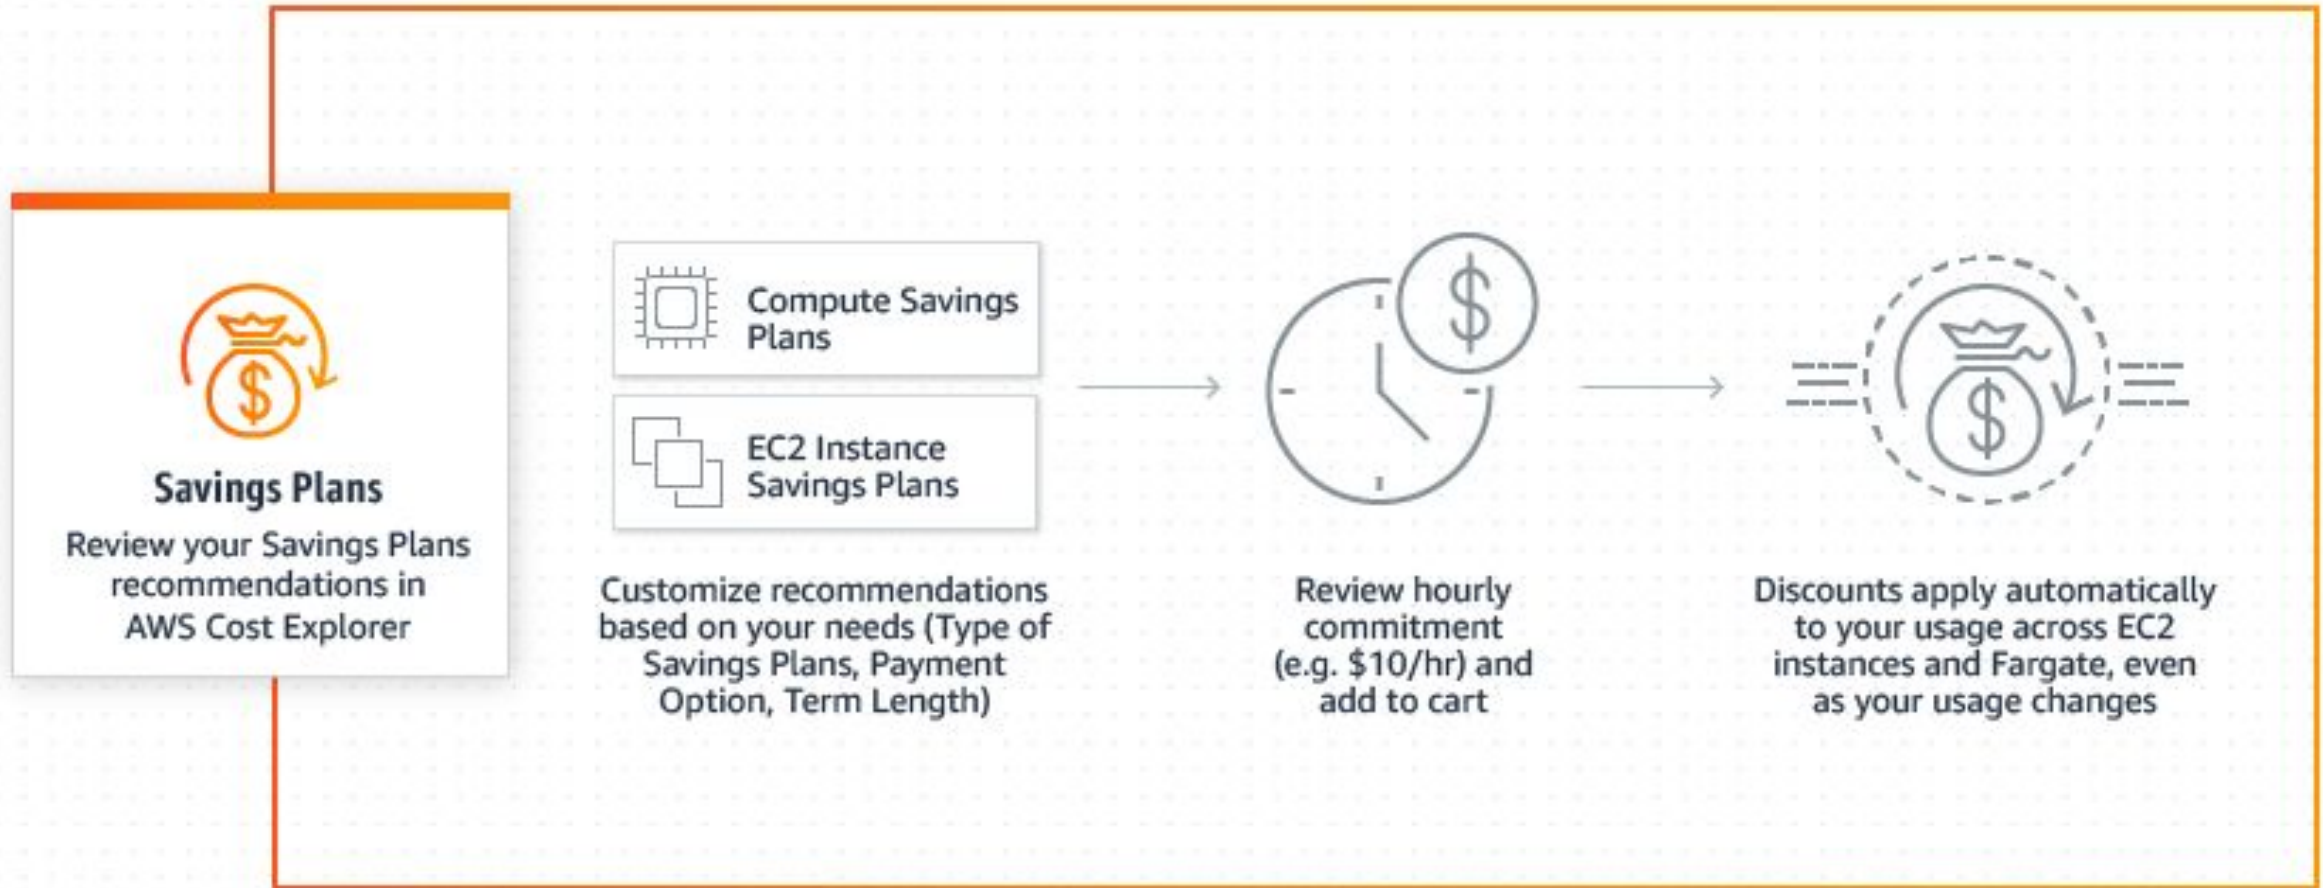 Savings Plans
Review your Savings Plans
recommendations in
AWS Cost Explorer
Compute Savings
Plans
EC2 Instance
Savings Plans
Customize recommendations
based on your needs (Type of
Savings Plans, Payment
Option, Term Length)
$
Review hourly
commitment
(e.g. $10/hr) and
add to cart
$
Discounts apply automatically
to your usage across EC2
instances and Fargate, even
as your usage changes